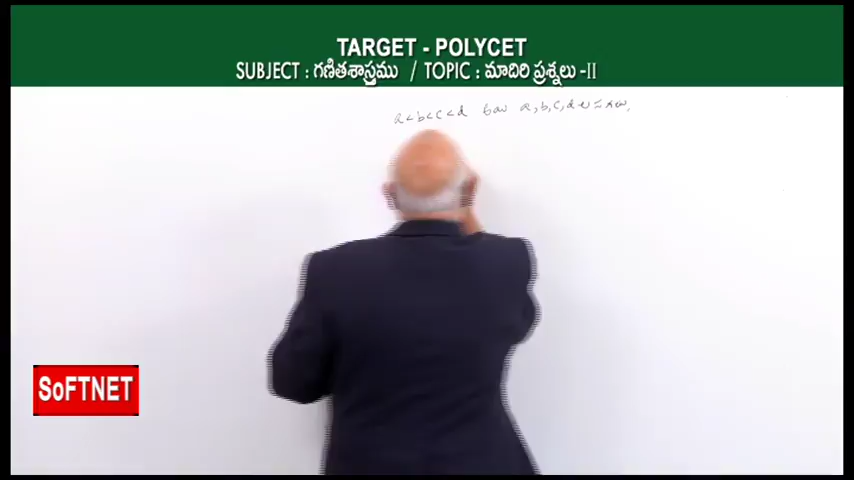 TARGET - POLYCET
SUBJECT : గణితశాస్త్రము / TOPIC : మాదిరి ప్రశ్నలు -II
a < b < c < d a, b, c, d ల
SoFTNET